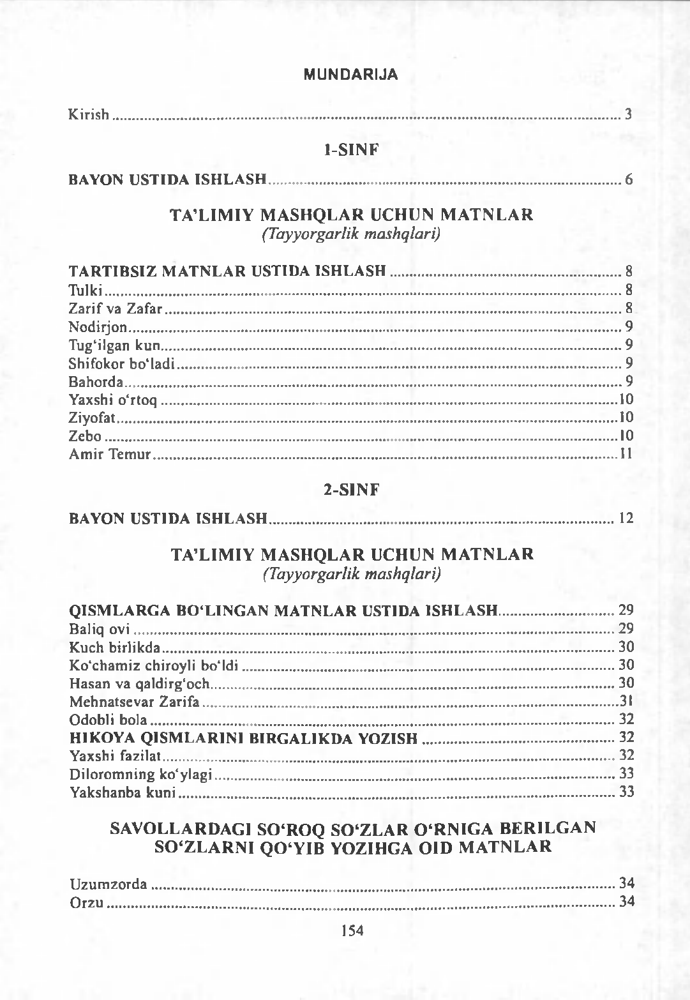 MUNDARIJA
Kirish ........ 3
1-SINF
BAYON USTIDA ISHLASH ........ 6
TA’LIMIY MASHQLAR UCHUN MATNLAR
(Tayyorgarlik mashqlari)
TARTIBSIZ MATNLAR USTIDA ISHLASH ........ 8
Tulki ........ 8
Zarif va Zafar ........ 8
Nodirjon ........ 9
Tug‘ilgan kun ........ 9
Shifokor bo‘ladi ........ 9
Bahorda ........ 9
Yaxshi o‘rtoq ........ 10
Ziyofat ........ 10
Zebo ........ 10
Amir Temur ........ 11
2-SINF
BAYON USTIDA ISHLASH ........ 12
TA’LIMIY MASHQLAR UCHUN MATNLAR
(Tayyorgarlik mashqlari)
QISMLARGA BO‘LINGAN MATNLAR USTIDA ISHLASH ........ 29
Baliq ovi ........ 29
Kuch birlikda ........ 30
Ko‘chamiz chiroyli bo‘ldi ........ 30
Hasan va qaldirg‘och ........ 30
Mehnatsevar Zarifa ........ 31
Odobli bola ........ 32
HIKOYA QISMLARINI BIRGALIKDA YOZISH ........ 32
Yaxshi fazilat ........ 32
Diloromning ko‘ylagi ........ 33
Yakshanba kuni ........ 33
SAVOLLARDAGI SO‘ROQ SO‘ZLAR O‘RNIGA BERILGAN
SO‘ZLARNI QO‘YIB YOZIHGA OID MATNLAR
Uzumzorda ........ 34
Orzu ........ 34
154